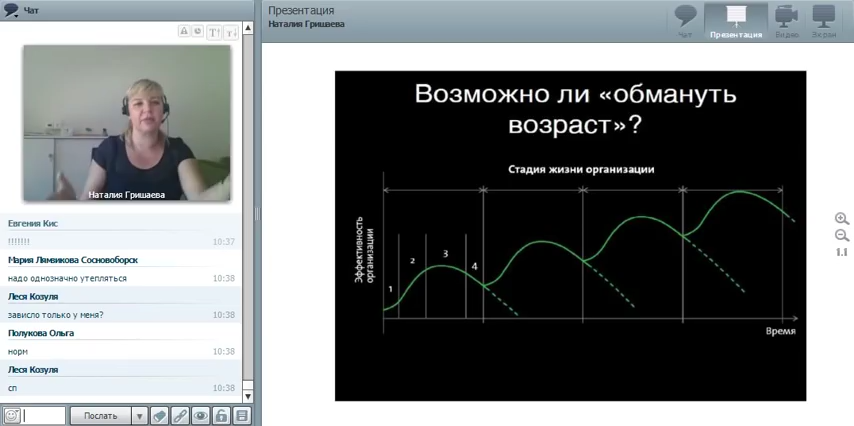 Чат
Наталия Гришаева
Евгения Кис
!!!!!!!
10:37
Мария Лямзикова Сосновоборск
надо однозначно утепляться
10:38
Леся Козуля
зависло только у меня?
10:38
Полукова Ольга
норм
10:38
Леся Козуля
сп
10:38
Послать
Презентация
Наталия Гришаева
Чат
Презентация
Видео
Экран
Возможно ли «обмануть
возраст»?
Стадия жизни организации
Эффективность
организации
1
2
3
4
Время
1.1